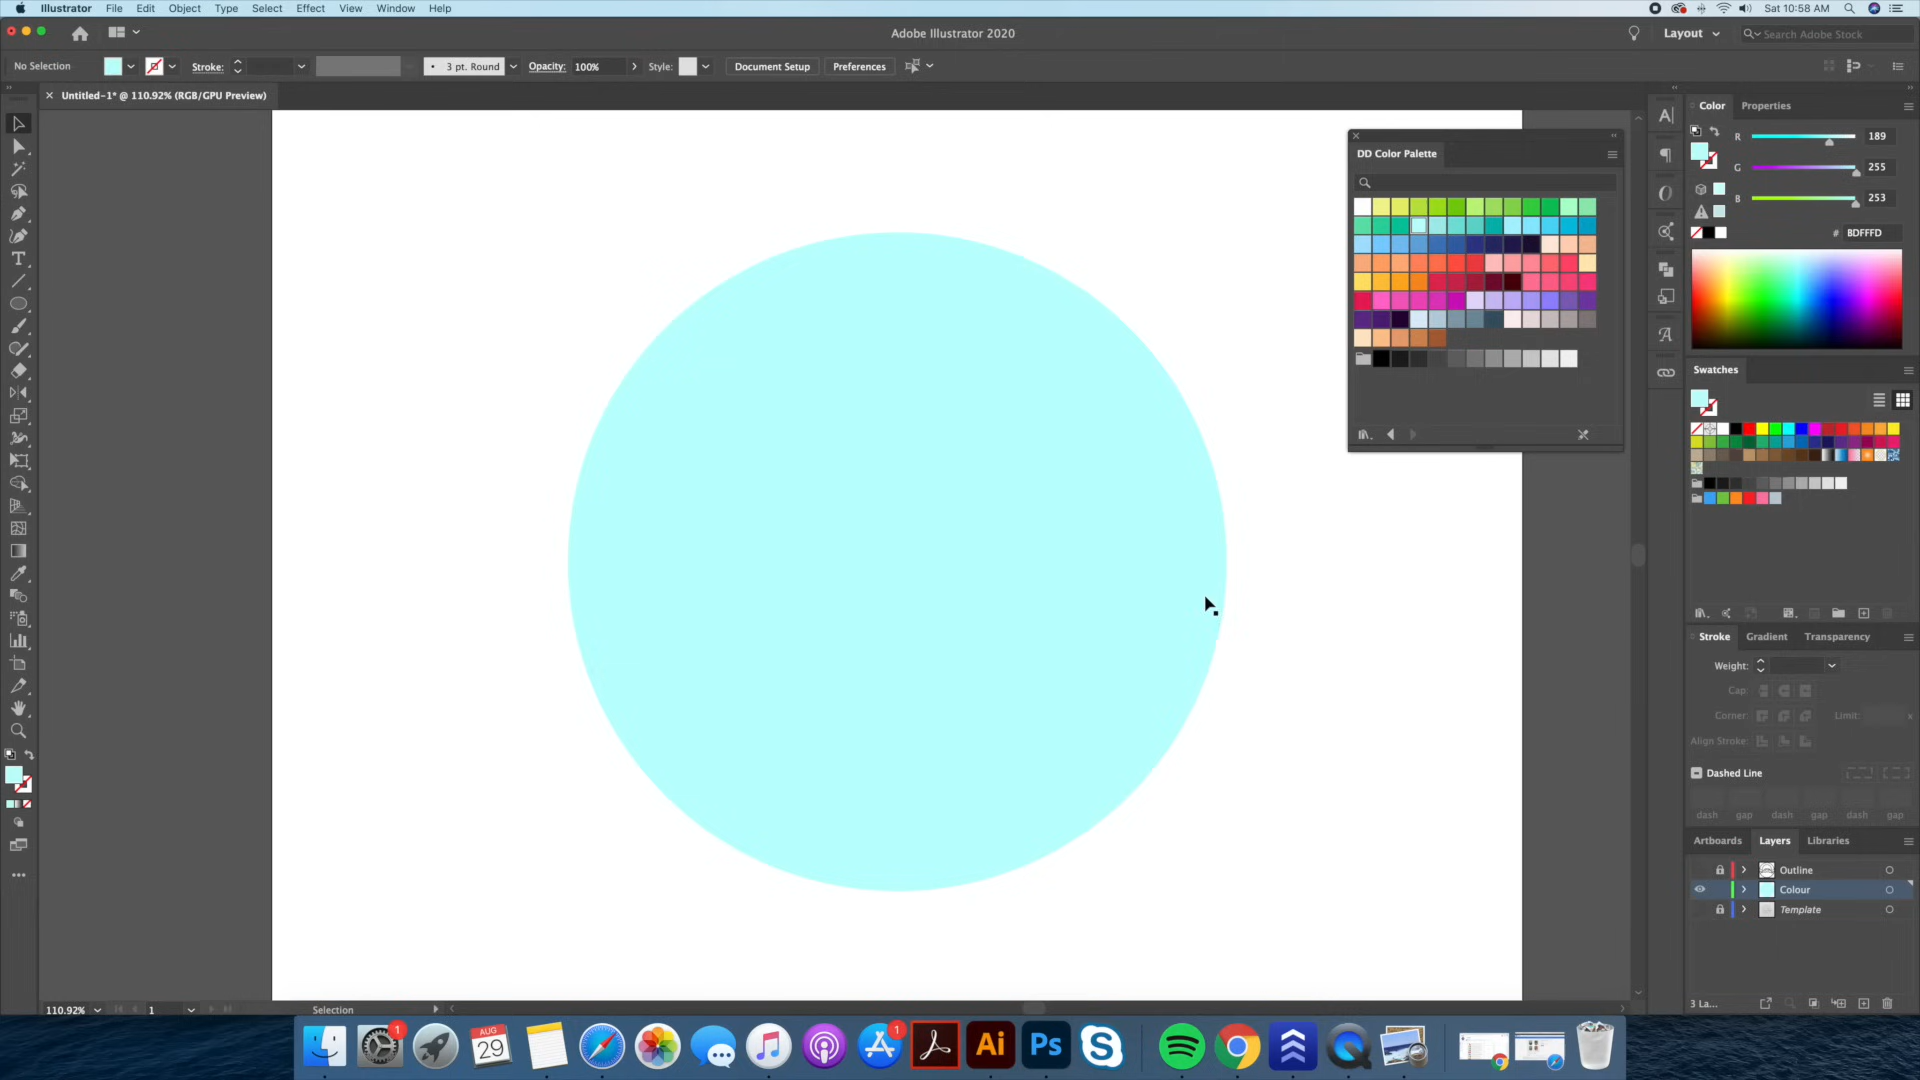 Illustrator File Edit Object Type Select Effect View Window Help
Sat 10:58 AM
Adobe Illustrator 2020
Layout
Search Adobe Stock
No Selection
Stroke:
3 pt. Round
Opacity: 100%
Style:
Document Setup
Preferences
Untitled-1* @ 110.92% (RGB/GPU Preview)
Color Properties
R 189
G 255
B 253
# BDFFFD
DD Color Palette
Swatches
Stroke Gradient Transparency
Weight:
Cap:
Corner:
Limit:
Align Stroke:
Dashed Line
dash gap dash gap dash gap
Artboards Layers Libraries
Outline
Colour
Template
3 La...
110.92%
1
Selection
1
AUG
29
1
Ai
Ps